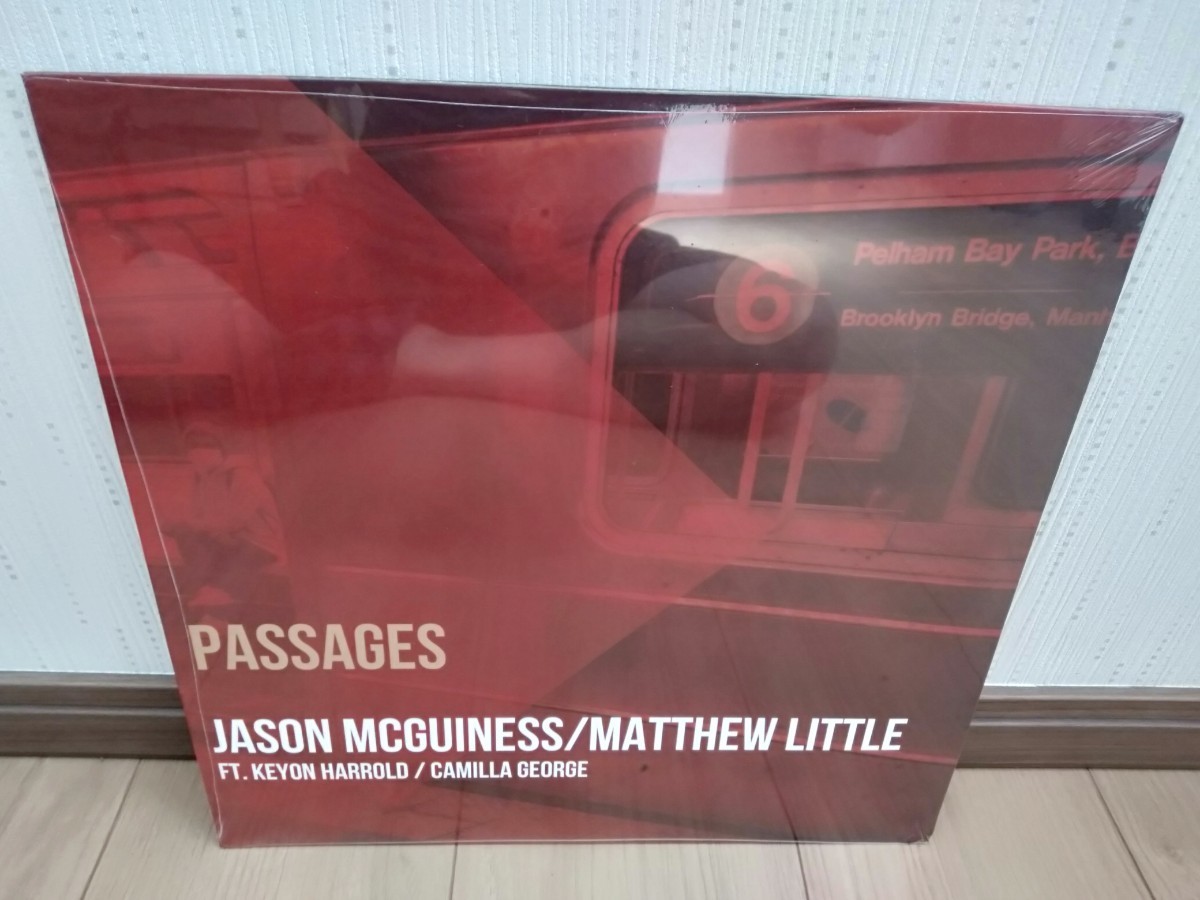 Pelham Bay Park,
6
Brooklyn Bridge,
PASSAGES
JASON MCGUINESS/MATTHEW LITTLE
FT. KEYON HARROLD / CAMILLA GEORGE